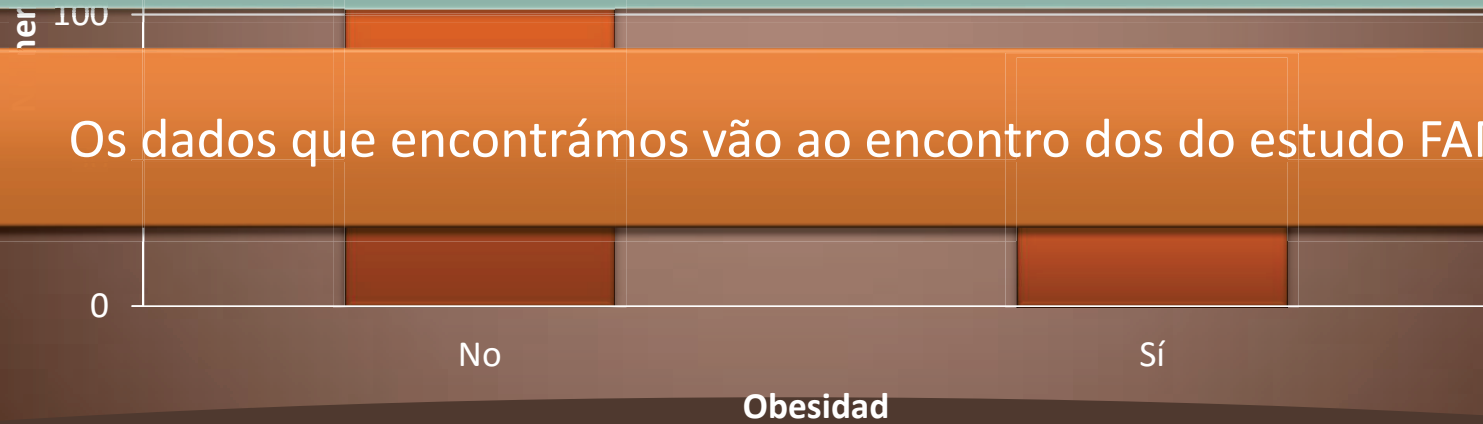 100
Os dados que encontrámos vão ao encontro dos do estudo
0
No Sí
Obesidad